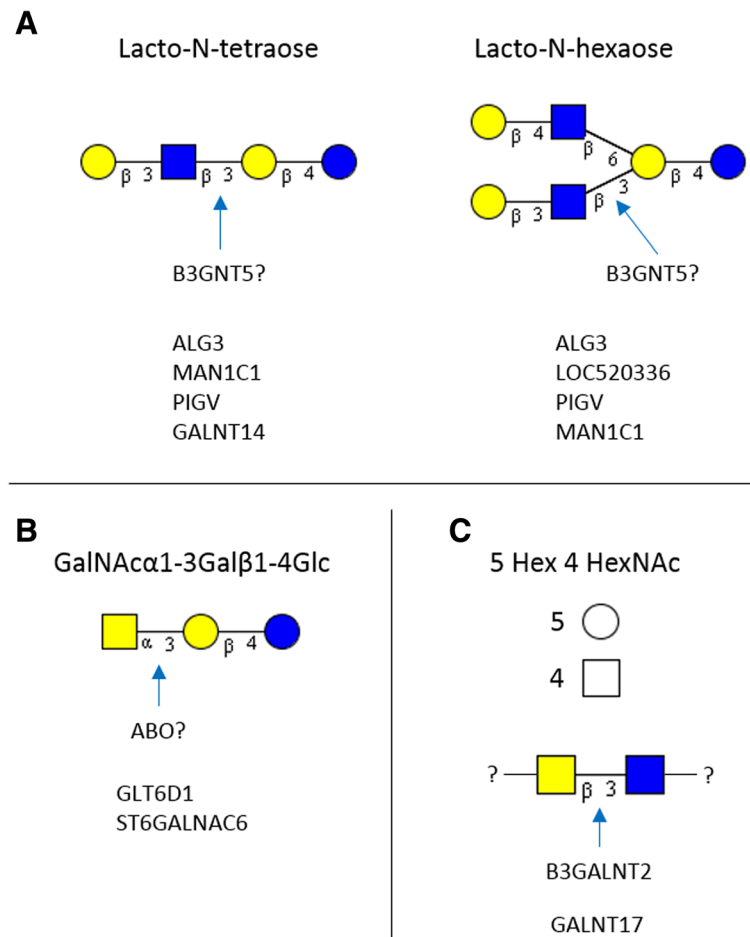 A
Lacto-N-tetraose
Lacto-N-hexaose
β 3 β 3 β 4
β 4 β 6
β 3 β 3 β 4
B3GNT5?
B3GNT5?
ALG3
MAN1C1
PIGV
GALNT14
ALG3
LOC520336
PIGV
MAN1C1
B
GalNAcα1-3Galβ1-4Glc
α 3 β 4
ABO?
GLT6D1
ST6GALNAC6
C
5 Hex 4 HexNAc
5
4
? β 3 ?
B3GALNT2
GALNT17